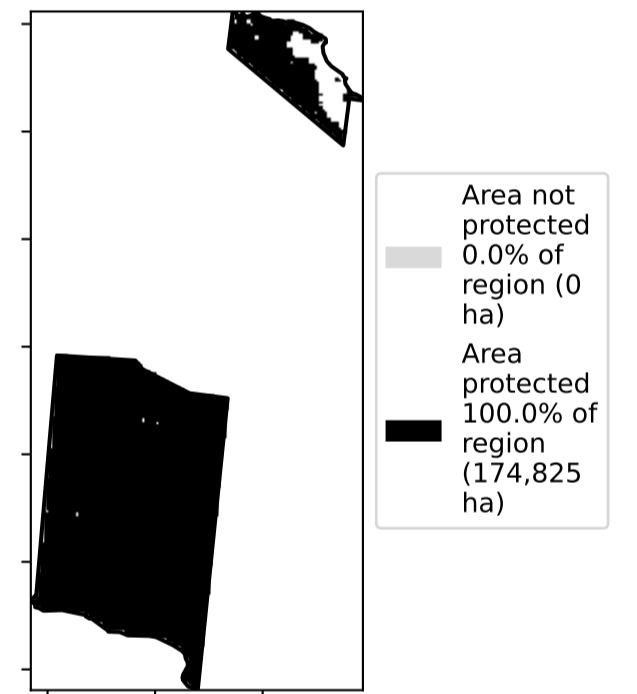 Area not
protected
0.0% of
region (0
ha)
Area
protected
100.0% of
region
(174,825
ha)